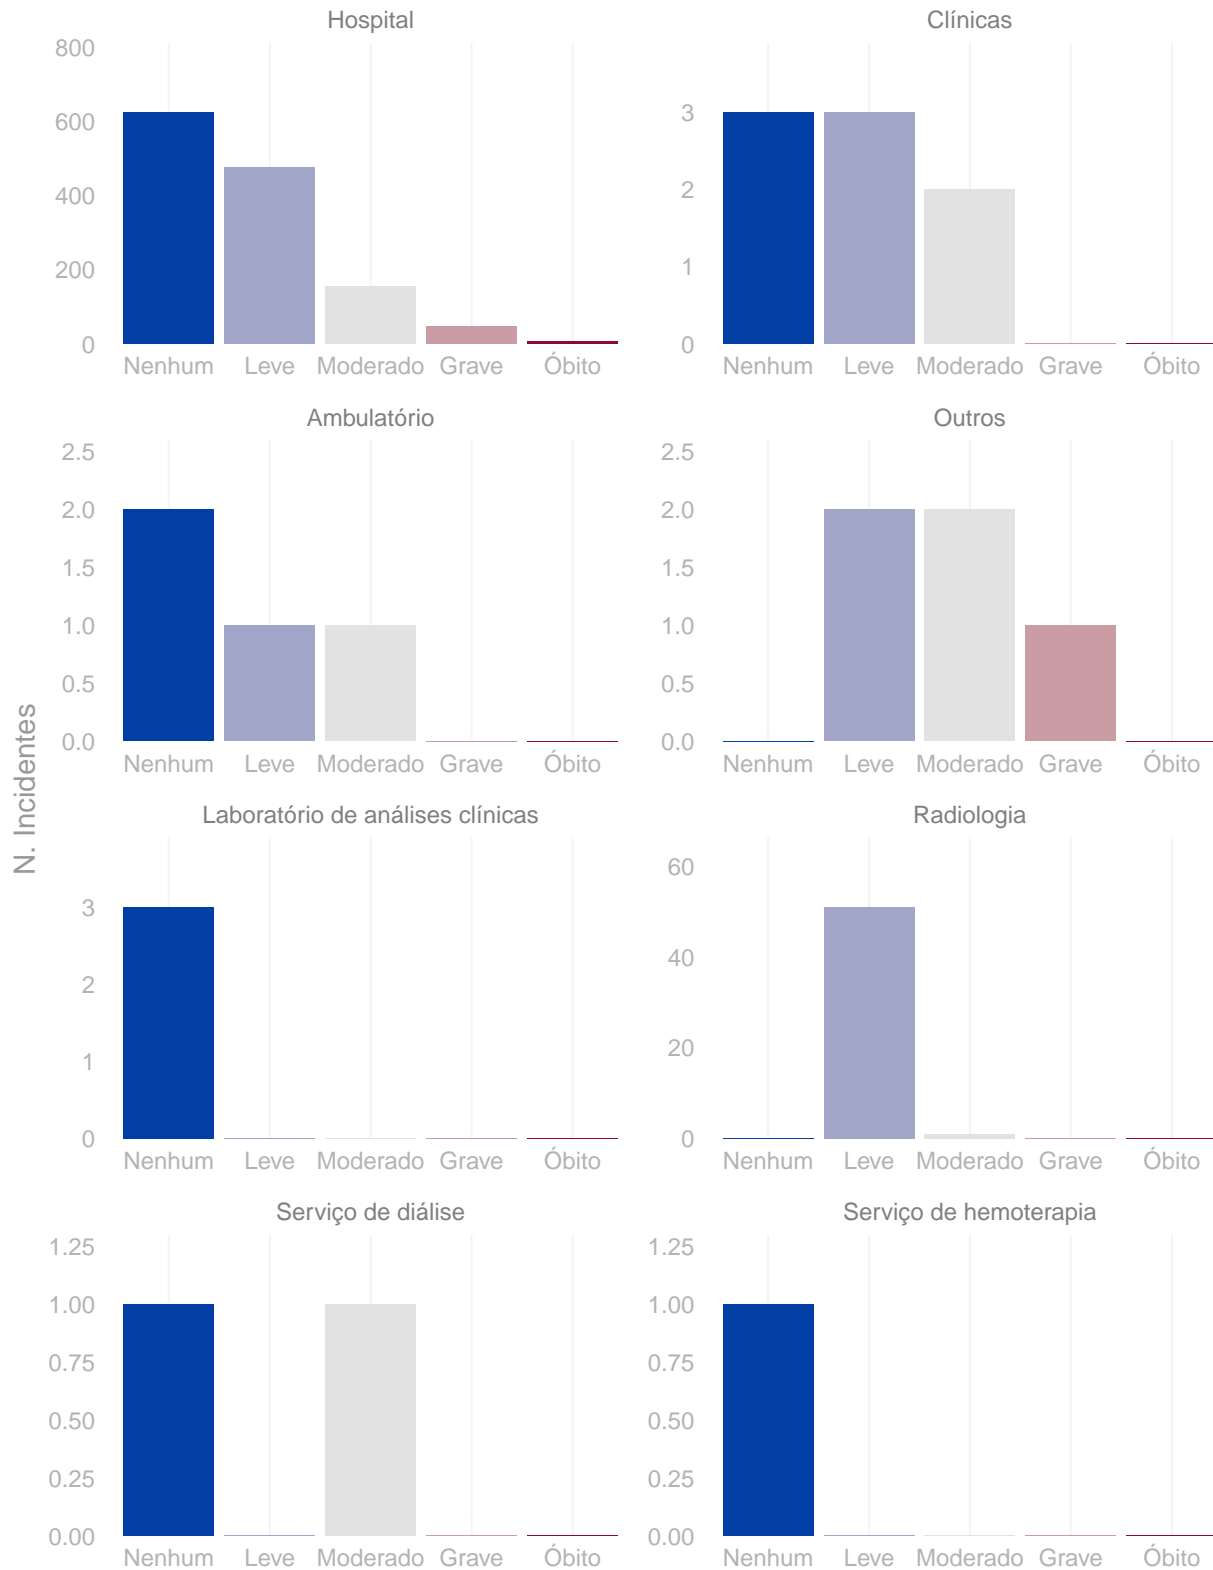 N. Incidentes
Hospital
800
600
400
200
0
Nenhum Leve Moderado Grave Óbito
Clínicas
3
2
1
0
Nenhum Leve Moderado Grave Óbito
Ambulatório
2.5
2.0
1.5
1.0
0.5
0.0
Nenhum Leve Moderado Grave Óbito
Outros
2.5
2.0
1.5
1.0
0.5
0.0
Nenhum Leve Moderado Grave Óbito
Laboratório de análises clínicas
3
2
1
0
Nenhum Leve Moderado Grave Óbito
Radiologia
60
40
20
0
Nenhum Leve Moderado Grave Óbito
Serviço de diálise
1.25
1.00
0.75
0.50
0.25
0.00
Nenhum Leve Moderado Grave Óbito
Serviço de hemoterapia
1.25
1.00
0.75
0.50
0.25
0.00
Nenhum Leve Moderado Grave Óbito